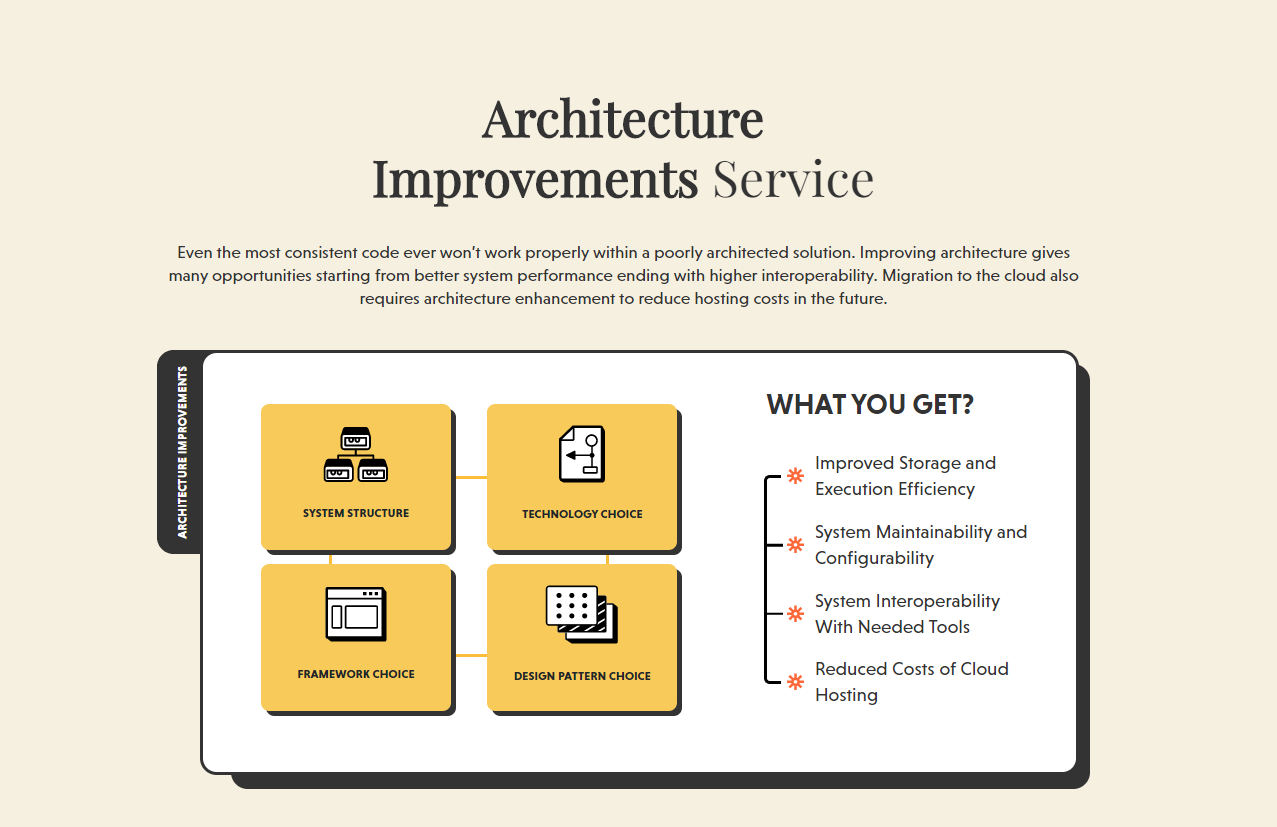 Architecture
Improvements Service
Even the most consistent code ever won't work properly within a poorly architected solution. Improving architecture gives
many opportunities starting from better system performance ending with higher interoperability. Migration to the cloud also
requires architecture enhancement to reduce hosting costs in the future.
ARCHITECTURE IMPROVEMENTS
SYSTEM STRUCTURE
TECHNOLOGY CHOICE
FRAMEWORK CHOICE
DESIGN PATTERN CHOICE
WHAT YOU GET?
Improved Storage and
Execution Efficiency
System Maintainability and
Configurability
System Interoperability
With Needed Tools
Reduced Costs of Cloud
Hosting